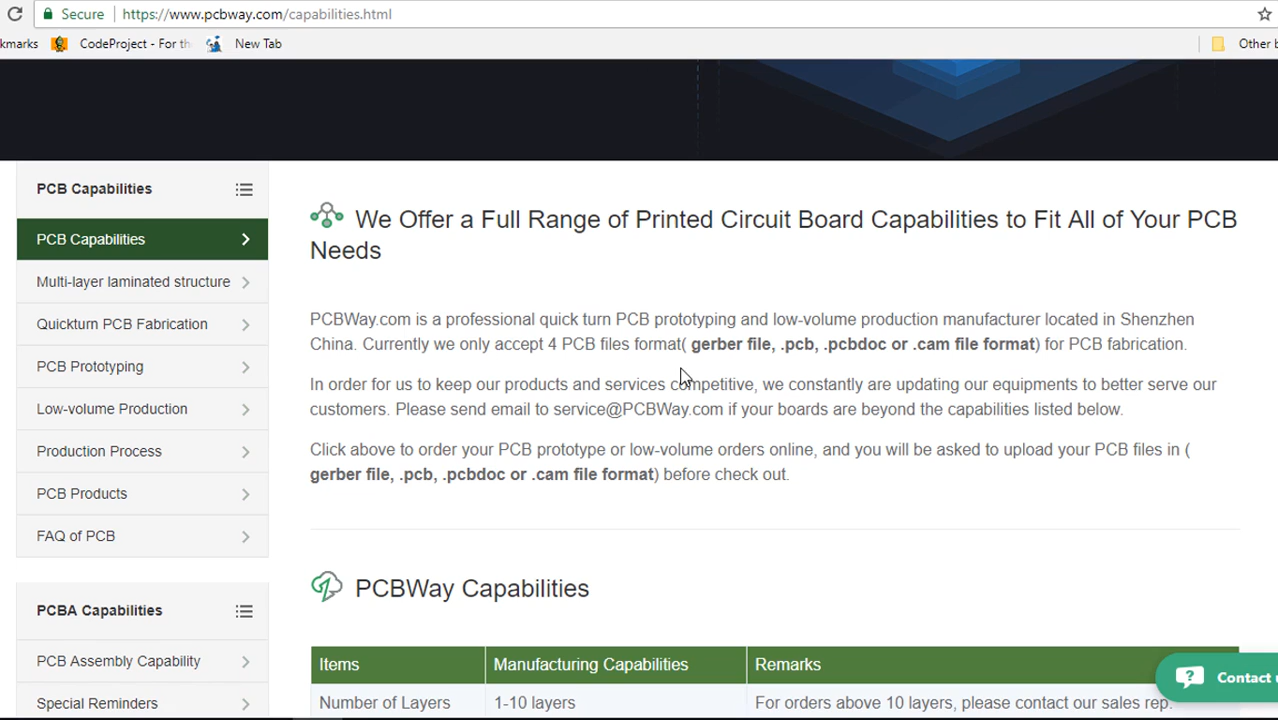 Secure https://www.pcbway.com/capabilities.html
kmarks CodeProject - For th New Tab Other b
PCB Capabilities
PCB Capabilities
Multi-layer laminated structure
Quickturn PCB Fabrication
PCB Prototyping
Low-volume Production
Production Process
PCB Products
FAQ of PCB
PCBA Capabilities
PCB Assembly Capability
Special Reminders
We Offer a Full Range of Printed Circuit Board Capabilities to Fit All of Your PCB
Needs
PCBWay.com is a professional quick turn PCB prototyping and low-volume production manufacturer located in Shenzhen
China. Currently we only accept 4 PCB files format( gerber file, .pcb, .pcbdoc or .cam file format) for PCB fabrication.
In order for us to keep our products and services competitive, we constantly are updating our equipments to better serve our
customers. Please send email to service@PCBWay.com if your boards are beyond the capabilities listed below.
Click above to order your PCB prototype or low-volume orders online, and you will be asked to upload your PCB files in (
gerber file, .pcb, .pcbdoc or .cam file format) before check out.
PCBWay Capabilities
Items Manufacturing Capabilities Remarks
Number of Layers 1-10 layers For orders above 10 layers, please contact our sales rep.
Contact u